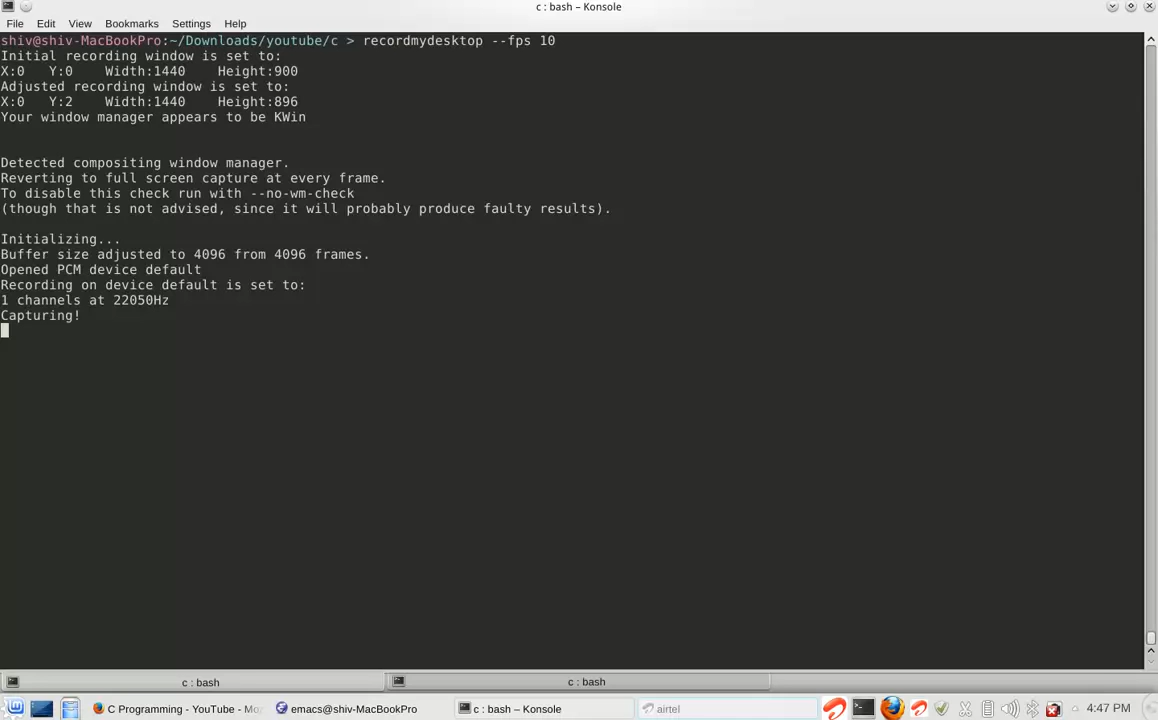 c : bash – Konsole
File Edit View Bookmarks Settings Help
shiv@shiv-MacBookPro:~/Downloads/youtube/c > recordmydesktop --fps 10
Initial recording window is set to:
X:0   Y:0    Width:1440    Height:900
Adjusted recording window is set to:
X:0   Y:2    Width:1440    Height:896
Your window manager appears to be KWin
Detected compositing window manager.
Reverting to full screen capture at every frame.
To disable this check run with --no-wm-check
(though that is not advised, since it will probably produce faulty results).
Initializing...
Buffer size adjusted to 4096 from 4096 frames.
Opened PCM device default
Recording on device default is set to:
1 channels at 22050Hz
Capturing!
c : bash c : bash
C Programming - YouTube - Mo emacs@shiv-MacBookPro c : bash – Konsole airtel 4:47 PM